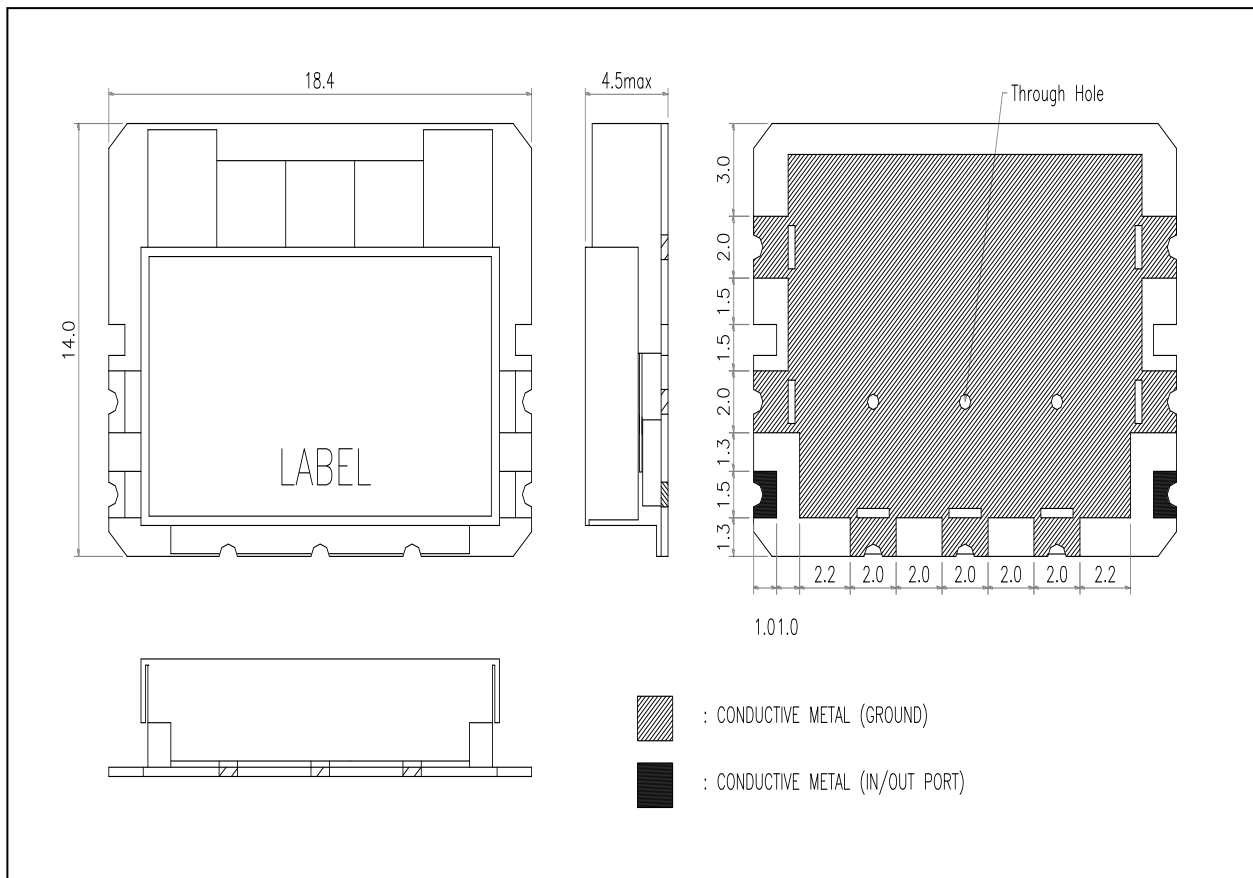 18.4
4.5max
Through Hole
14.0
3.0
2.0
1.5
1.5
2.0
1.3
1.5
1.3
LABEL
2.2 2.0 2.0 2.0 2.0 2.0 2.2
1.0 1.0
: CONDUCTIVE METAL (GROUND)
: CONDUCTIVE METAL (IN/OUT PORT)